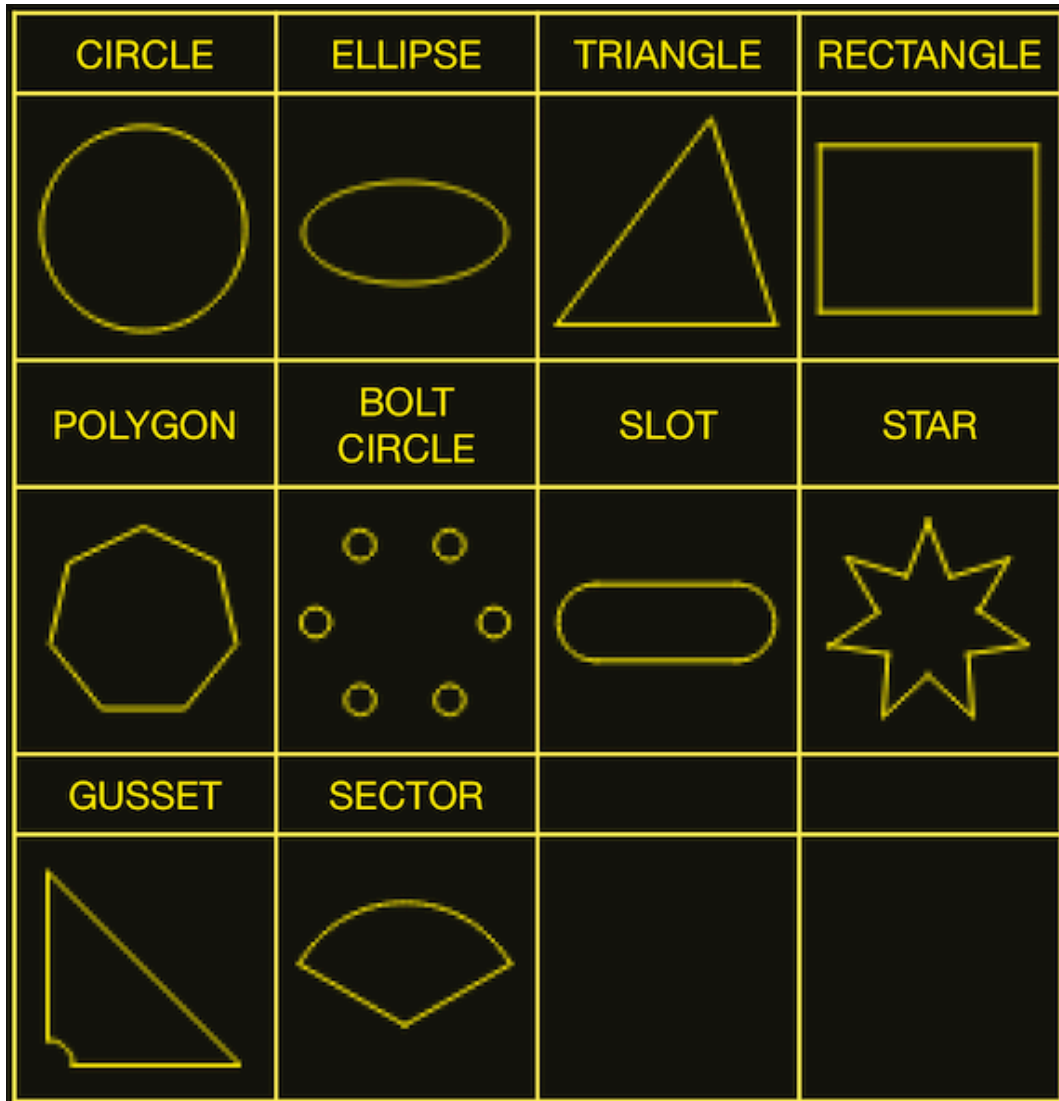 CIRCLE
ELLIPSE
TRIANGLE
RECTANGLE
POLYGON
BOLT
CIRCLE
SLOT
STAR
GUSSET
SECTOR